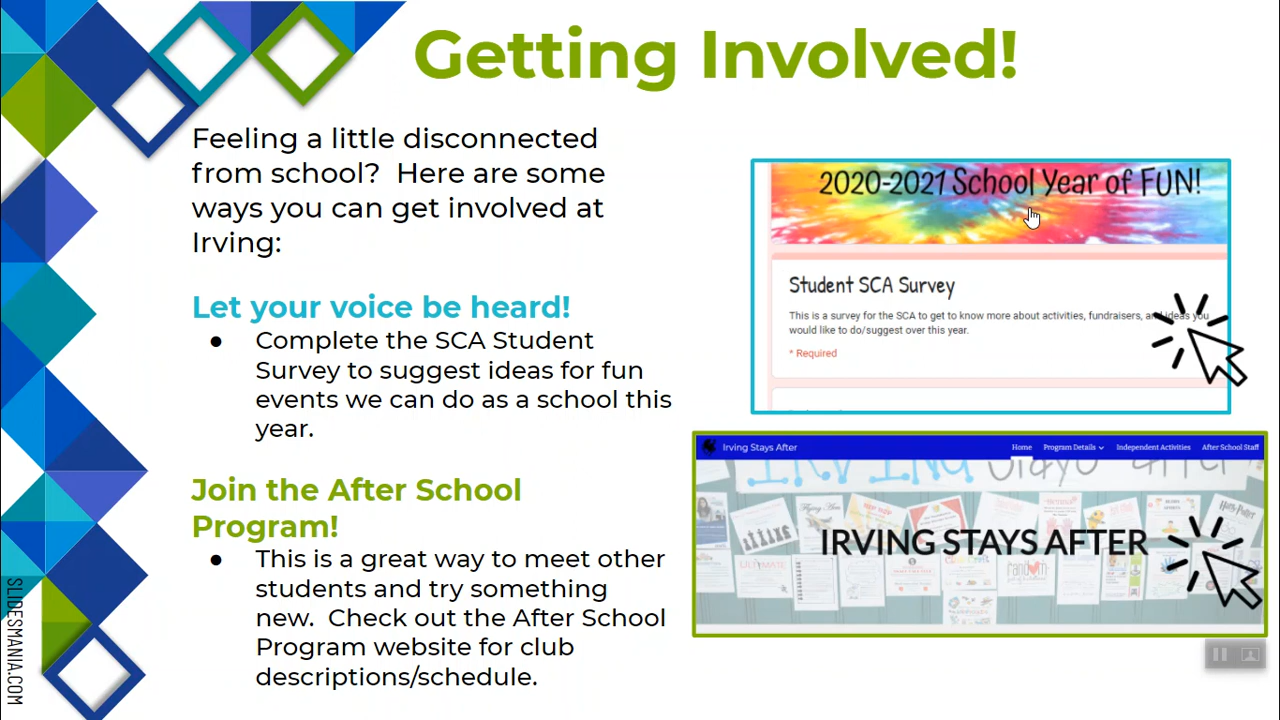 Getting Involved!
Feeling a little disconnected
from school?  Here are some
ways you can get involved at
Irving:
Let your voice be heard!
● Complete the SCA Student
Survey to suggest ideas for fun
events we can do as a school this
year.
Join the After School
Program!
● This is a great way to meet other
students and try something
new.  Check out the After School
Program website for club
descriptions/schedule.
2020-2021 School Year of FUN!
Student SCA Survey
This is a survey for the SCA to get to know more about activities, fundraisers, and ideas you
would like to do/suggest over this year.
* Required
Irving Stays After
Home Program Details Independent Activities After School Staff
IRVING Stays After
IRVING STAYS AFTER
SLIDESMANIA.COM